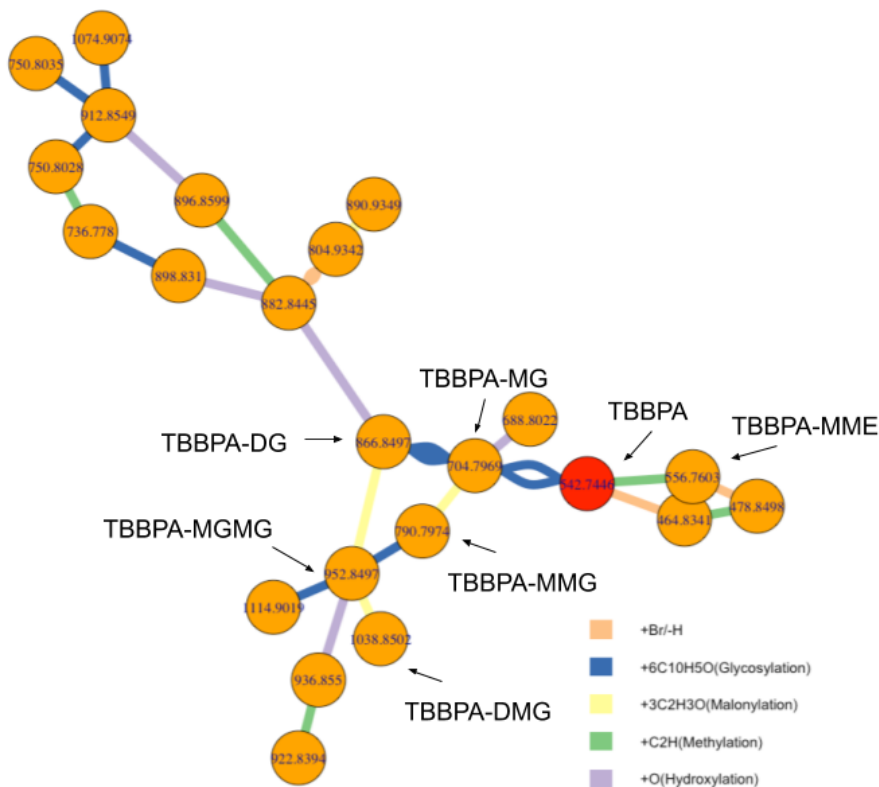 1074.9074
750.8035
912.8549
750.8028
896.8599
890.9349
736.778
804.9342
898.831
882.8445
TBBPA-MG
688.8022
TBBPA
TBBPA-MME
TBBPA-DG
866.8497
704.7969
556.7603
542.7446
478.8498
464.8341
TBBPA-MGMG
790.7974
952.8497
TBBPA-MMG
1114.9019
1038.8502
+Br/-H
936.855
+6C10H5O(Glycosylation)
TBBPA-DMG
+3C2H3O(Malonylation)
+C2H(Methylation)
922.8394
+O(Hydroxylation)